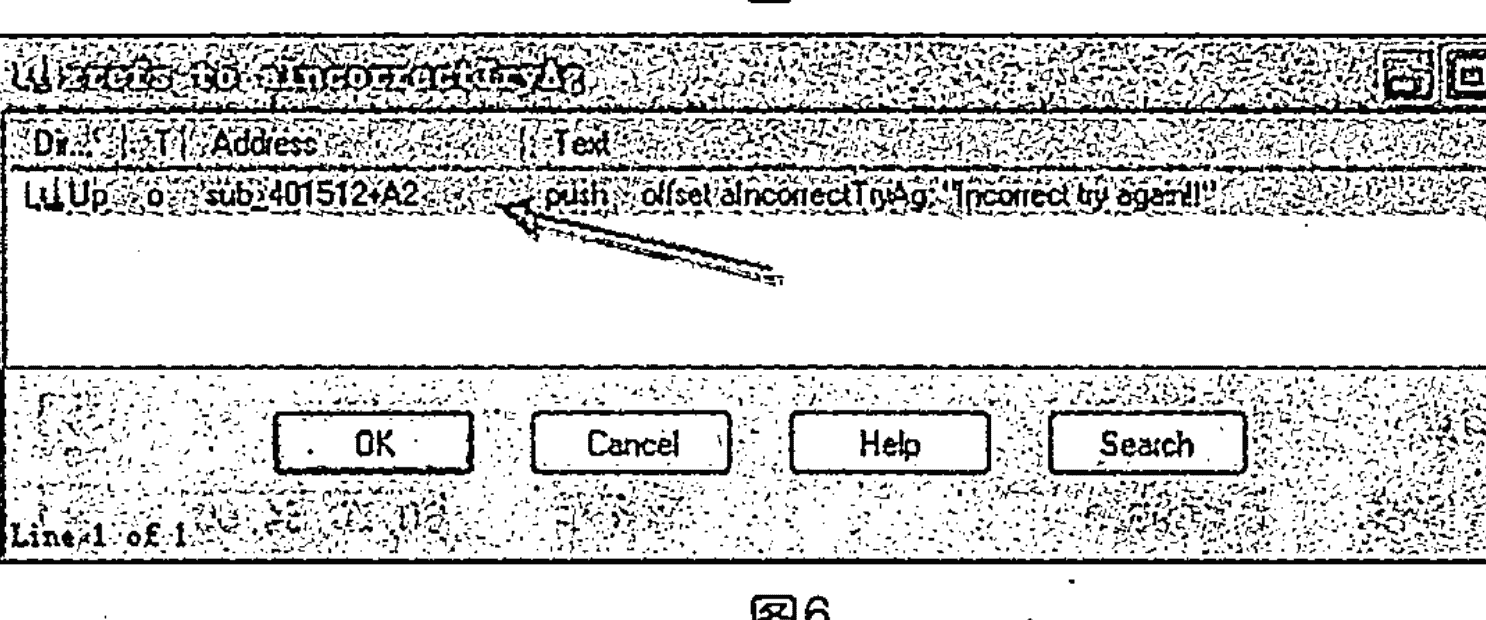 xrefs to aIncorrectTryAg
Dir... T Address Text
Up o sub_401512+A2 push offset aIncorrectTryAg; "Incorrect try again!!"
OK Cancel Help Search
Line 1 of 1
图6